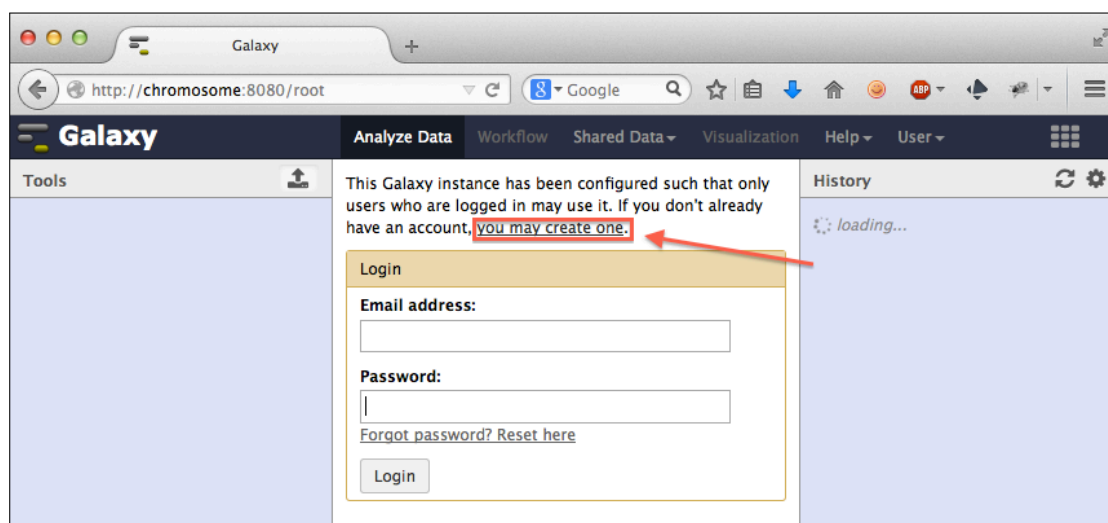 Galaxy
http://chromosome:8080/root
8
Google
ABP
Galaxy
Analyze Data
Workflow
Shared Data
Visualization
Help
User
Tools
This Galaxy instance has been configured such that only
users who are logged in may use it. If you don't already
have an account, you may create one.
History
loading...
Login
Email address:
Password:
Forgot password? Reset here
Login